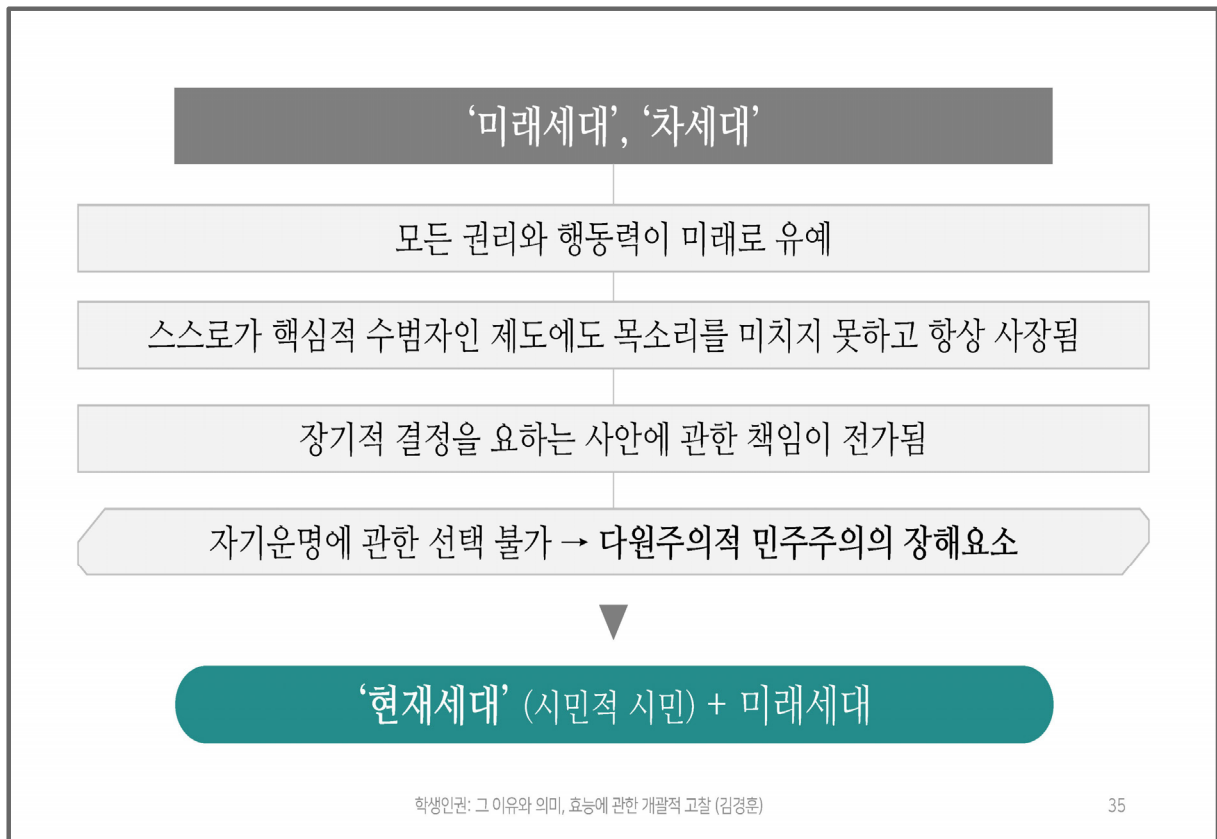 ‘미래세대’, ‘차세대’
모든 권리와 행동력이 미래로 유예
스스로가 핵심적 수범자인 제도에도 목소리를 미치지 못하고 항상 사장됨
장기적 결정을 요하는 사안에 관한 책임이 전가됨
자기운명에 관한 선택 불가 → 다원주의적 민주주의의 장해요소
‘현재세대’ (시민적 시민) + 미래세대
학생인권: 그 이유와 의미, 효능에 관한 개괄적 고찰 (김경훈)
35